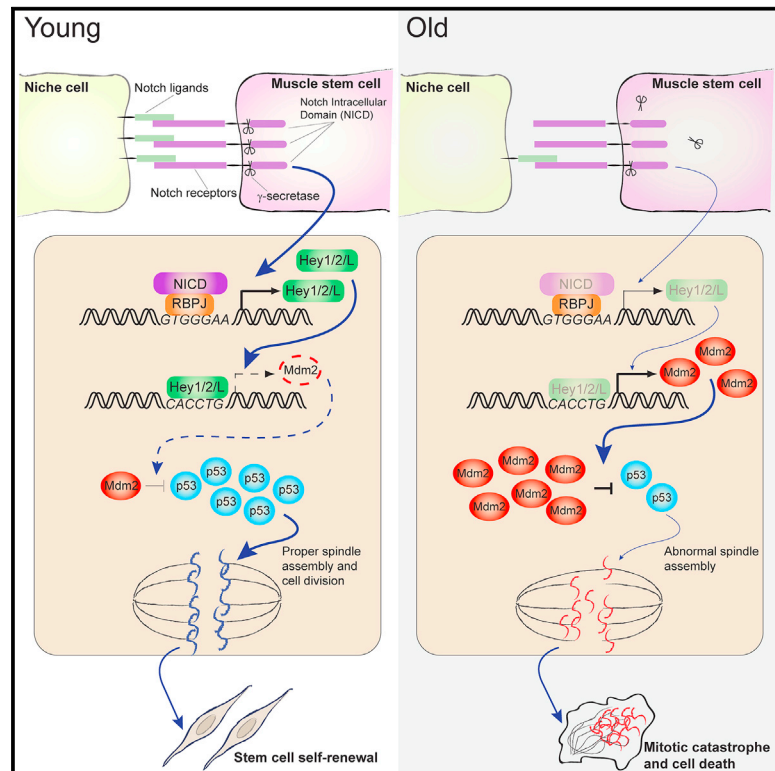 Young
Niche cell
Notch ligands
Muscle stem cell
Notch Intracellular
Domain (NICD)
Notch receptors
γ-secretase
Hey1/2/L
NICD
Hey1/2/L
RBPJ
GTGGGAA
Hey1/2/L
Mdm2
CACCTG
Mdm2
p53
p53
p53
p53
p53
p53
p53
Proper spindle
assembly and
cell division
Stem cell self-renewal
Old
Niche cell
Muscle stem cell
NICD
Hey1/2/L
RBPJ
GTGGGAA
Mdm2
Mdm2
Mdm2
Hey1/2/L
CACCTG
Mdm2
Mdm2
Mdm2
Mdm2
Mdm2
Mdm2
p53
p53
Abnormal spindle
assembly
Mitotic catastrophe
and cell death